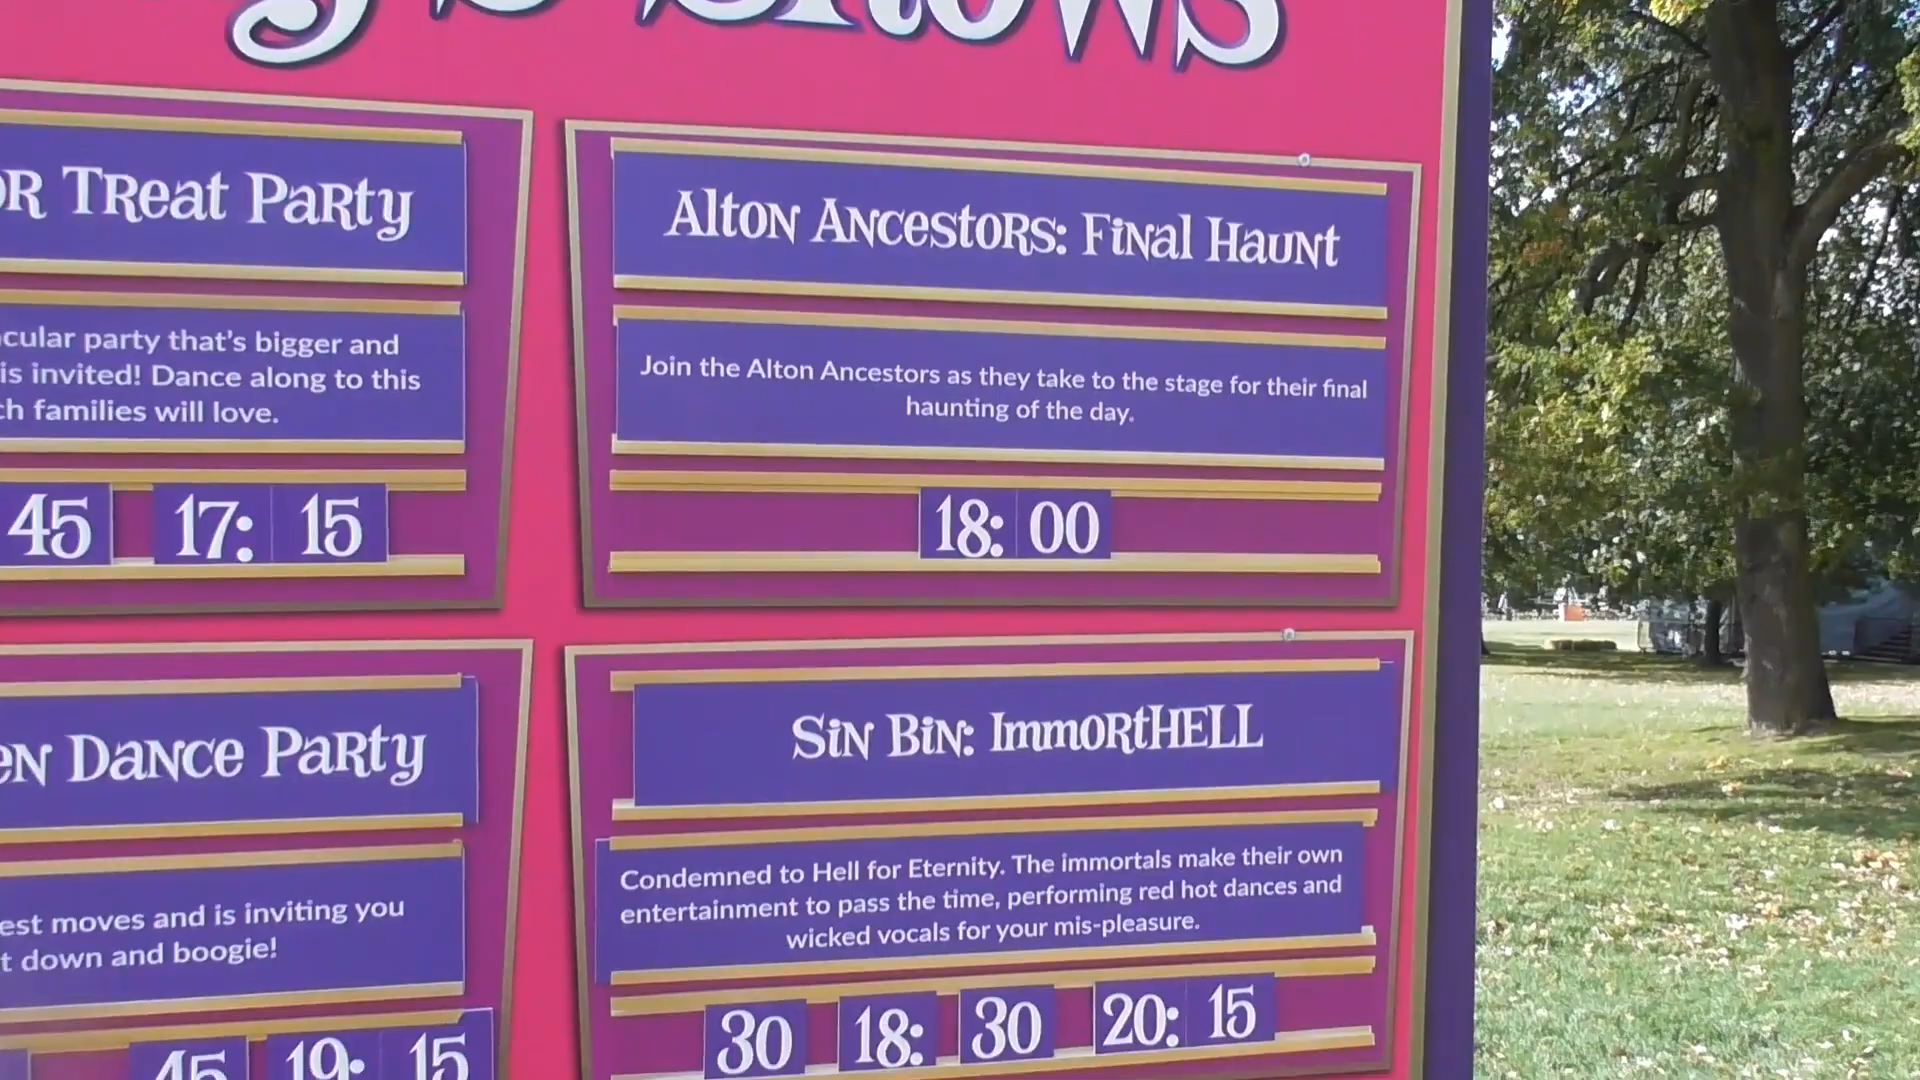 Shows
OR Treat Party
party that's bigger and
is invited! Dance along to this
families will love.
45 17: 15
Alton Ancestors: Final Haunt
Join the Alton Ancestors as they take to the stage for their final
haunting of the day.
18: 00
Dance Party
moves and is inviting you
down and boogie!
45 19: 15
Sin Bin: ImmortHELL
Condemned to Hell for Eternity. The immortals make their own
entertainment to pass the time, performing red hot dances and
wicked vocals for your mis-pleasure.
30 18: 30 20: 15